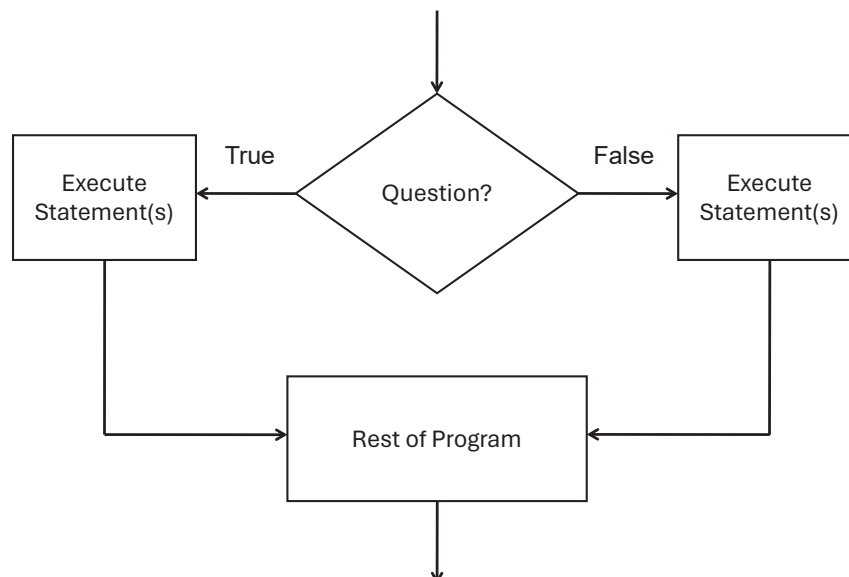 True
False
Execute
Statement(s)
Question?
Execute
Statement(s)
Rest of Program